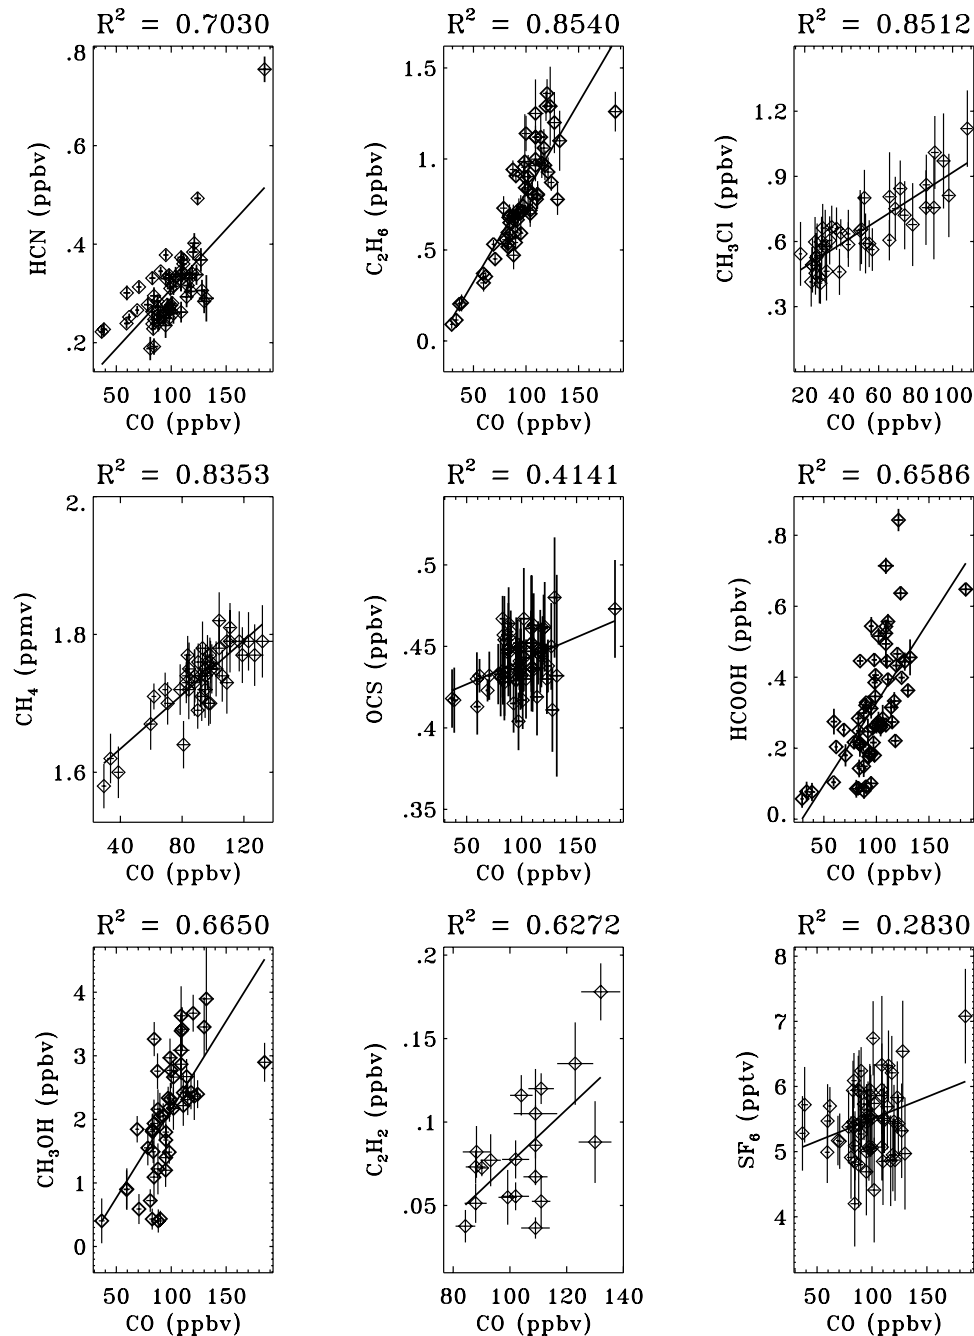 R² = 0.7030
R² = 0.8540
R² = 0.8512
HCN (ppbv)
.8
.6
.4
.2
50 100 150
CO (ppbv)
C₂H₆ (ppbv)
1.5
1.
.5
0.
50 100 150
CO (ppbv)
CH₃Cl (ppbv)
1.2
.9
.6
.3
20 40 60 80 100
CO (ppbv)
R² = 0.8353
R² = 0.4141
R² = 0.6586
CH₄ (ppmv)
2.
1.8
1.6
40 80 120
CO (ppbv)
OCS (ppbv)
.5
.45
.4
.35
50 100 150
CO (ppbv)
HCOOH (ppbv)
.8
.6
.4
.2
0.
50 100 150
CO (ppbv)
R² = 0.6650
R² = 0.6272
R² = 0.2830
CH₃OH (ppbv)
4
3
2
1
0
50 100 150
CO (ppbv)
C₂H₂ (ppbv)
.2
.15
.1
.05
80 100 120 140
CO (ppbv)
SF₆ (pptv)
8
7
6
5
4
50 100 150
CO (ppbv)